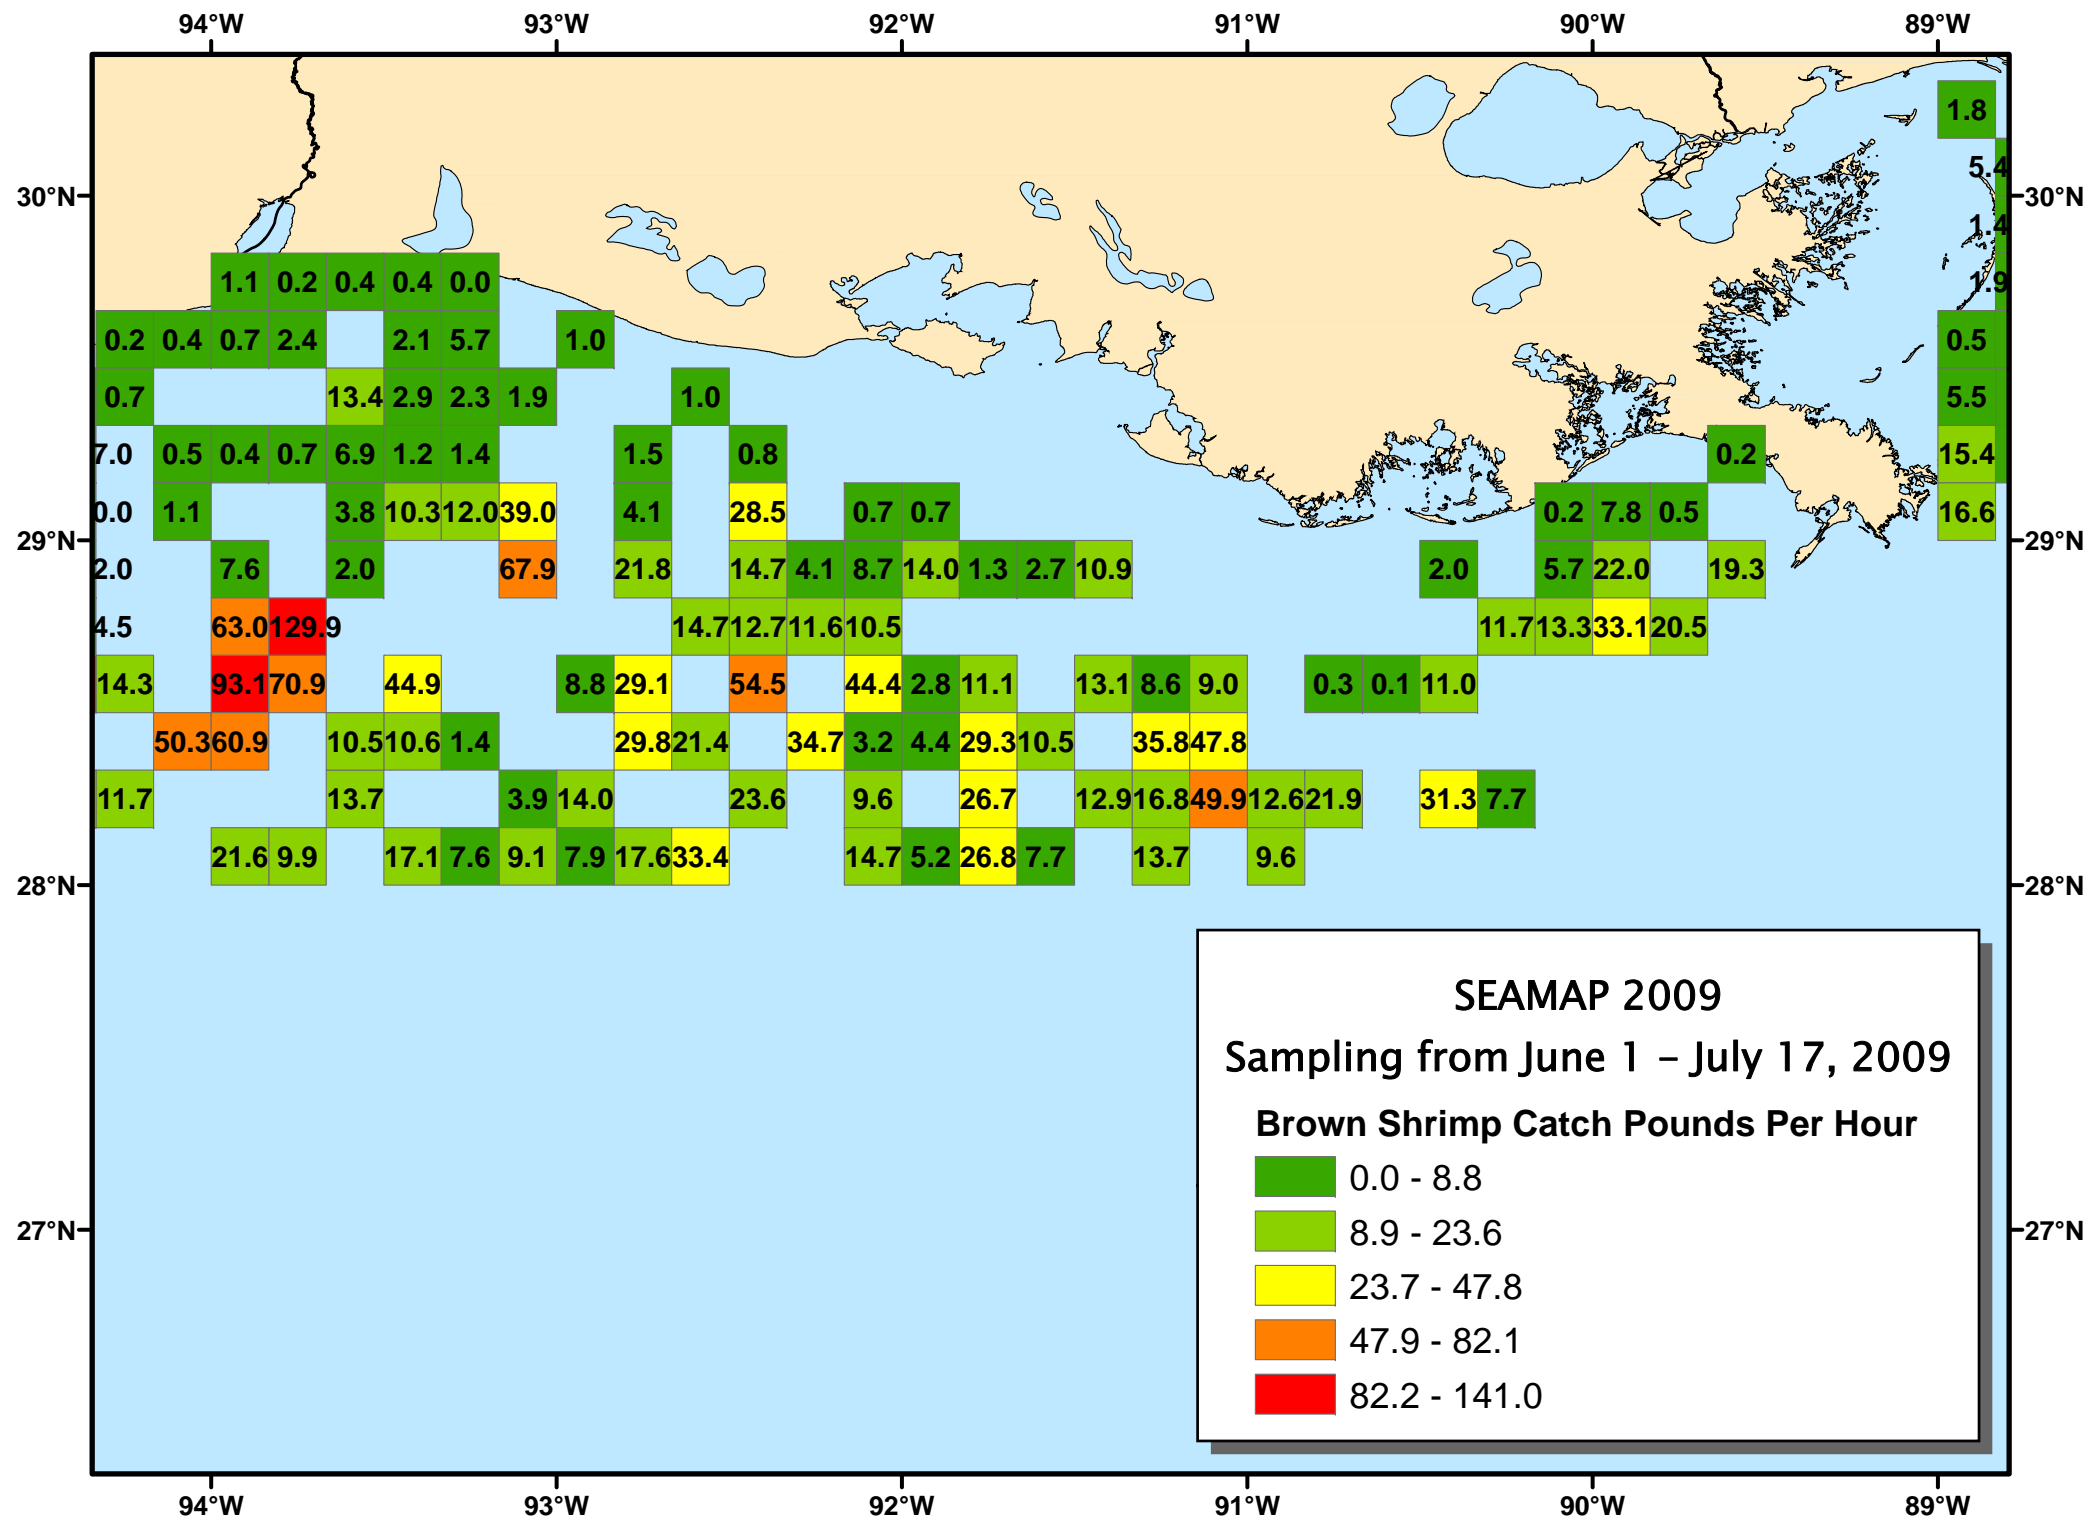 94°W 93°W 92°W 91°W 90°W 89°W
1.8
5.4
30°N 30°N
1.4
1.1 0.2 0.4 0.4 0.0 1.9
0.2 0.4 0.7 2.4 2.1 5.7 1.0 0.5
0.7 13.4 2.9 2.3 1.9 1.0 5.5
7.0 0.5 0.4 0.7 6.9 1.2 1.4 1.5 0.8 0.2 15.4
0.0 1.1 3.8 10.3 12.0 39.0 4.1 28.5 0.7 0.7 0.2 7.8 0.5 16.6
29°N 29°N
2.0 7.6 2.0 67.9 21.8 14.7 4.1 8.7 14.0 1.3 2.7 10.9 2.0 5.7 22.0 19.3
4.5 63.0 129.9 14.7 12.7 11.6 10.5 11.7 13.3 33.1 20.5
14.3 93.1 70.9 44.9 8.8 29.1 54.5 44.4 2.8 11.1 13.1 8.6 9.0 0.3 0.1 11.0
50.3 60.9 10.5 10.6 1.4 29.8 21.4 34.7 3.2 4.4 29.3 10.5 35.8 47.8
11.7 13.7 3.9 14.0 23.6 9.6 26.7 12.9 16.8 49.9 12.6 21.9 31.3 7.7
21.6 9.9 17.1 7.6 9.1 7.9 17.6 33.4 14.7 5.2 26.8 7.7 13.7 9.6
28°N 28°N
SEAMAP 2009
Sampling from June 1 – July 17, 2009
Brown Shrimp Catch Pounds Per Hour
0.0 - 8.8
8.9 - 23.6
27°N 27°N
23.7 - 47.8
47.9 - 82.1
82.2 - 141.0
94°W 93°W 92°W 91°W 90°W 89°W